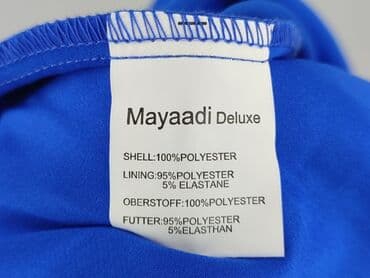 Mayaadi Deluxe
SHELL:100%POLYESTER
LINING:95%POLYESTER
5% ELASTANE
OBERSTOFF:100%POLYESTER
FUTTER:95%POLYESTER
5%ELASTHAN